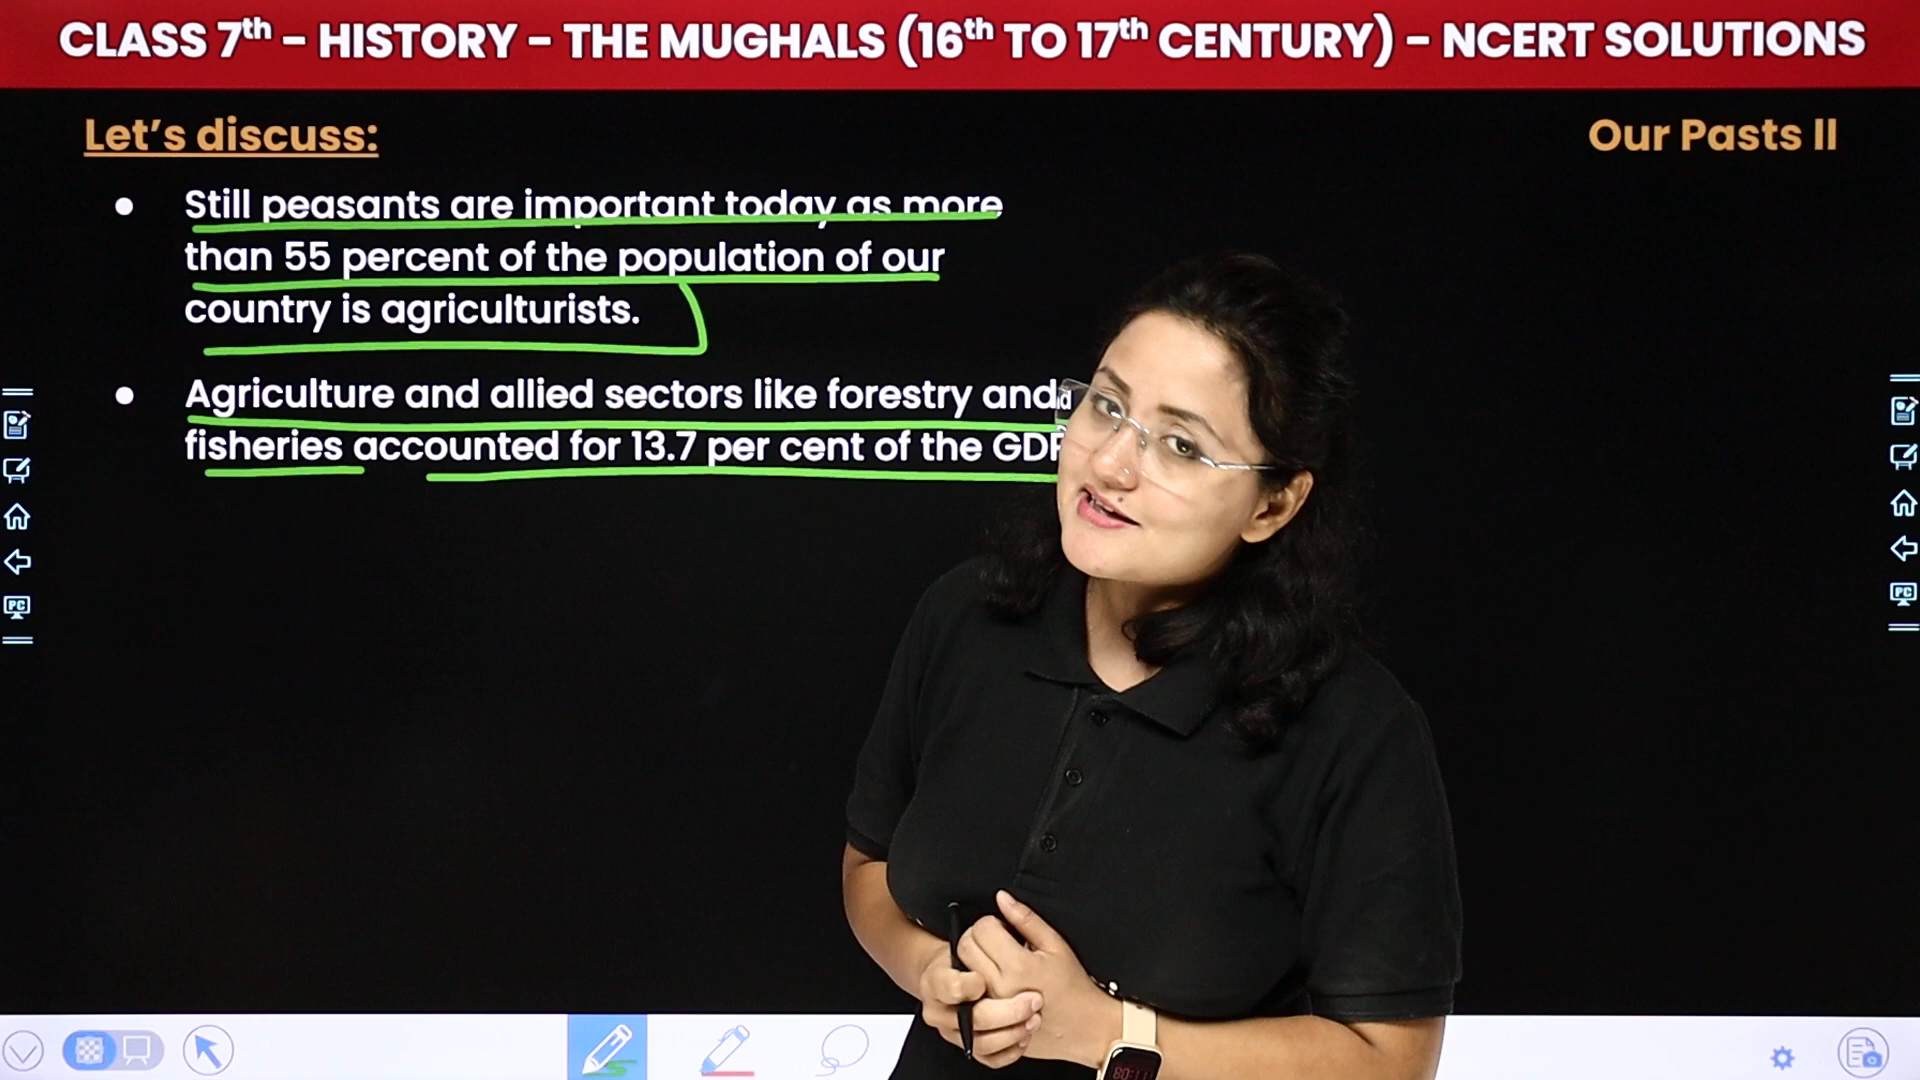 CLASS 7th – HISTORY – THE MUGHALS (16th TO 17th CENTURY) – NCERT SOLUTIONS
Let's discuss:
Our Pasts II
● Still peasants are important today as more
than 55 percent of the population of our
country is agriculturists.
● Agriculture and allied sectors like forestry and
fisheries accounted for 13.7 per cent of the GDP
PC
PC